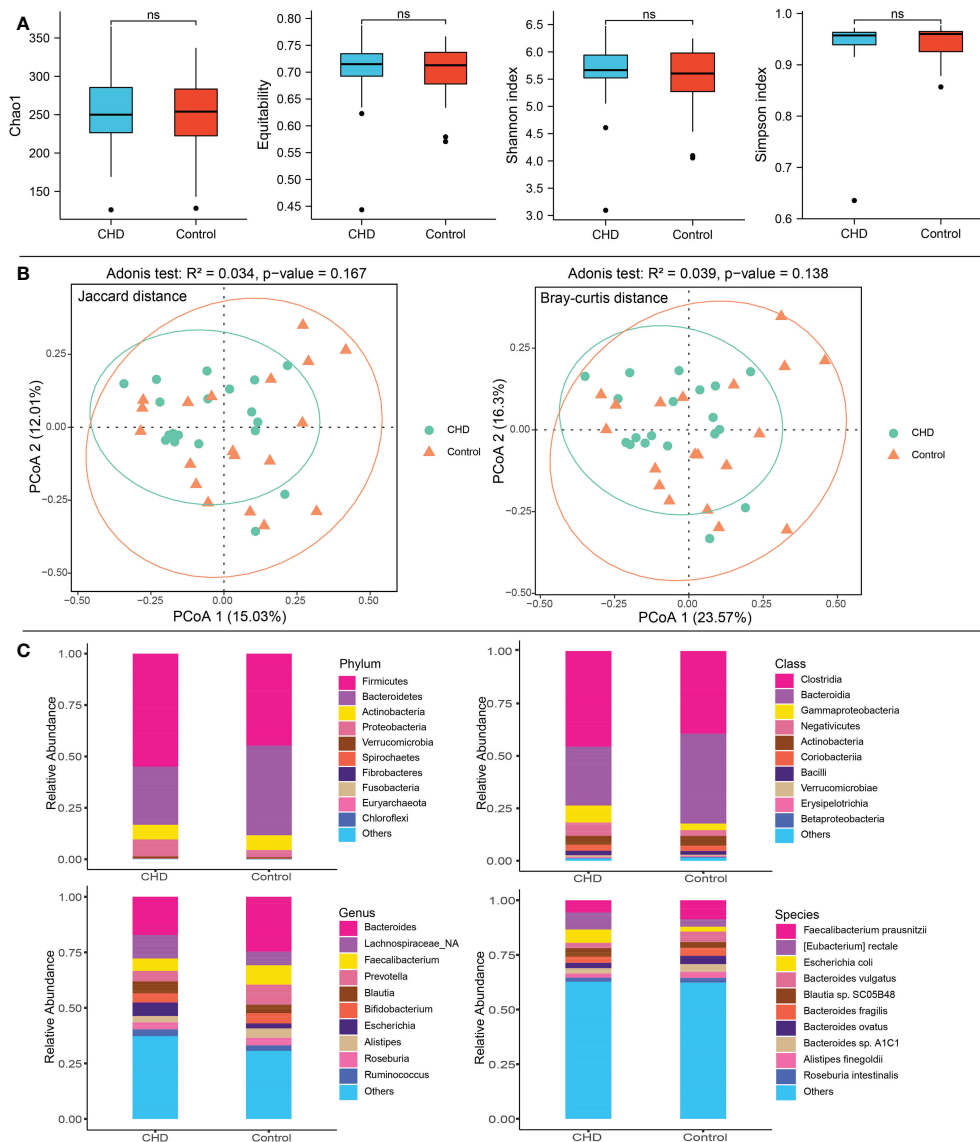 A
ns
ns
ns
ns
Chao1
350
300
250
200
150
CHD
Control
Equitability
0.80
0.75
0.70
0.65
0.60
0.55
0.50
0.45
CHD
Control
Shannon index
6.5
6.0
5.5
5.0
4.5
4.0
3.5
3.0
CHD
Control
Simpson index
1.0
0.9
0.8
0.7
0.6
CHD
Control
B
Adonis test: R² = 0.034, p−value = 0.167
Jaccard distance
PCoA 2 (12.01%)
0.25
0.00
−0.25
−0.50
−0.50
−0.25
0.00
0.25
0.50
PCoA 1 (15.03%)
CHD
Control
Adonis test: R² = 0.039, p−value = 0.138
Bray-curtis distance
PCoA 2 (16.3%)
0.25
0.00
−0.25
−0.50
−0.50
−0.25
0.00
0.25
0.50
PCoA 1 (23.57%)
CHD
Control
C
Relative Abundance
1.00
0.75
0.50
0.25
0.00
CHD
Control
Phylum
Firmicutes
Bacteroidetes
Actinobacteria
Proteobacteria
Verrucomicrobia
Spirochaetes
Fibrobacteres
Fusobacteria
Euryarchaeota
Chloroflexi
Others
Relative Abundance
1.00
0.75
0.50
0.25
0.00
CHD
Control
Class
Clostridia
Bacteroidia
Gammaproteobacteria
Negativicutes
Actinobacteria
Coriobacteriia
Bacilli
Verrucomicrobiae
Erysipelotrichia
Betaproteobacteria
Others
Relative Abundance
1.00
0.75
0.50
0.25
0.00
CHD
Control
Genus
Bacteroides
Lachnospiraceae_NA
Faecalibacterium
Prevotella
Blautia
Bifidobacterium
Escherichia
Alistipes
Roseburia
Ruminococcus
Others
Relative Abundance
1.00
0.75
0.50
0.25
0.00
CHD
Control
Species
Faecalibacterium prausnitzii
[Eubacterium] rectale
Escherichia coli
Bacteroides vulgatus
Blautia sp. SC05B48
Bacteroides fragilis
Bacteroides ovatus
Bacteroides sp. A1C1
Alistipes finegoldii
Roseburia intestinalis
Others